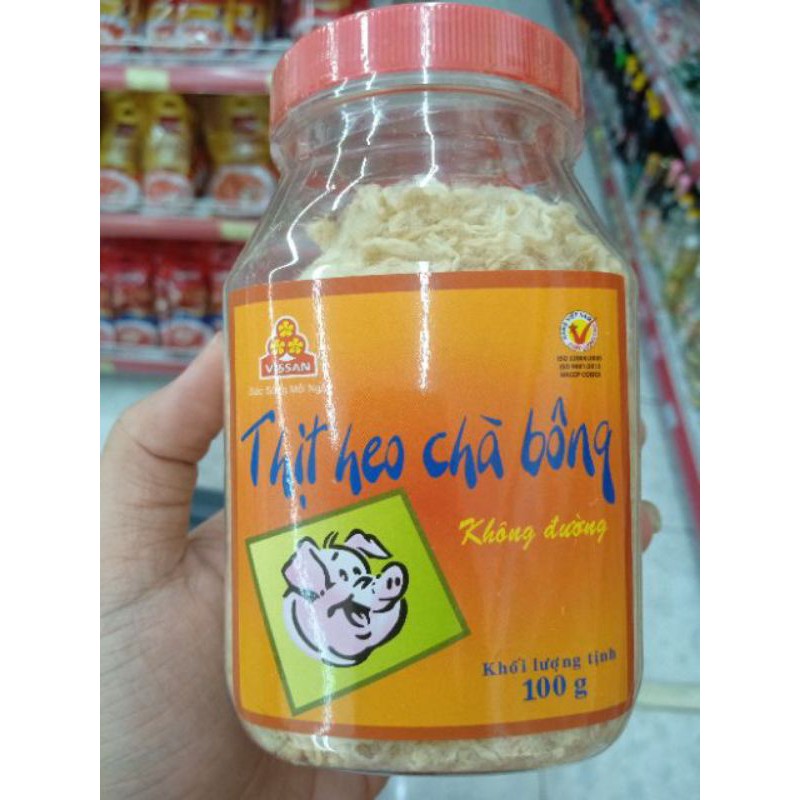 VISSAN
Thịt heo chà bông
Không đường
Khối lượng tịnh
100 g